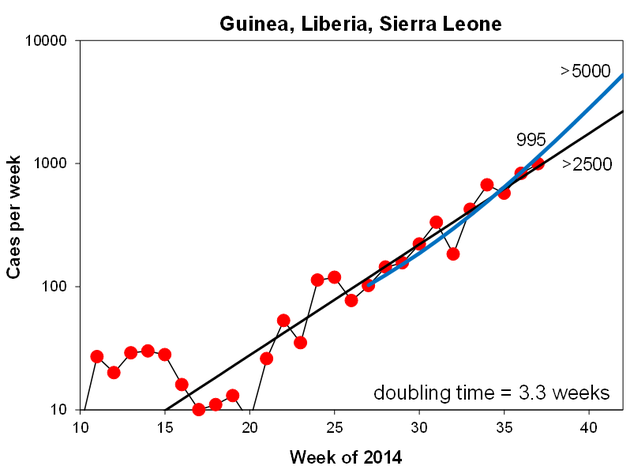 Guinea, Liberia, Sierra Leone
10000
1000
100
10
Caes per week
>5000
995
>2500
doubling time = 3.3 weeks
10 15 20 25 30 35 40
Week of 2014